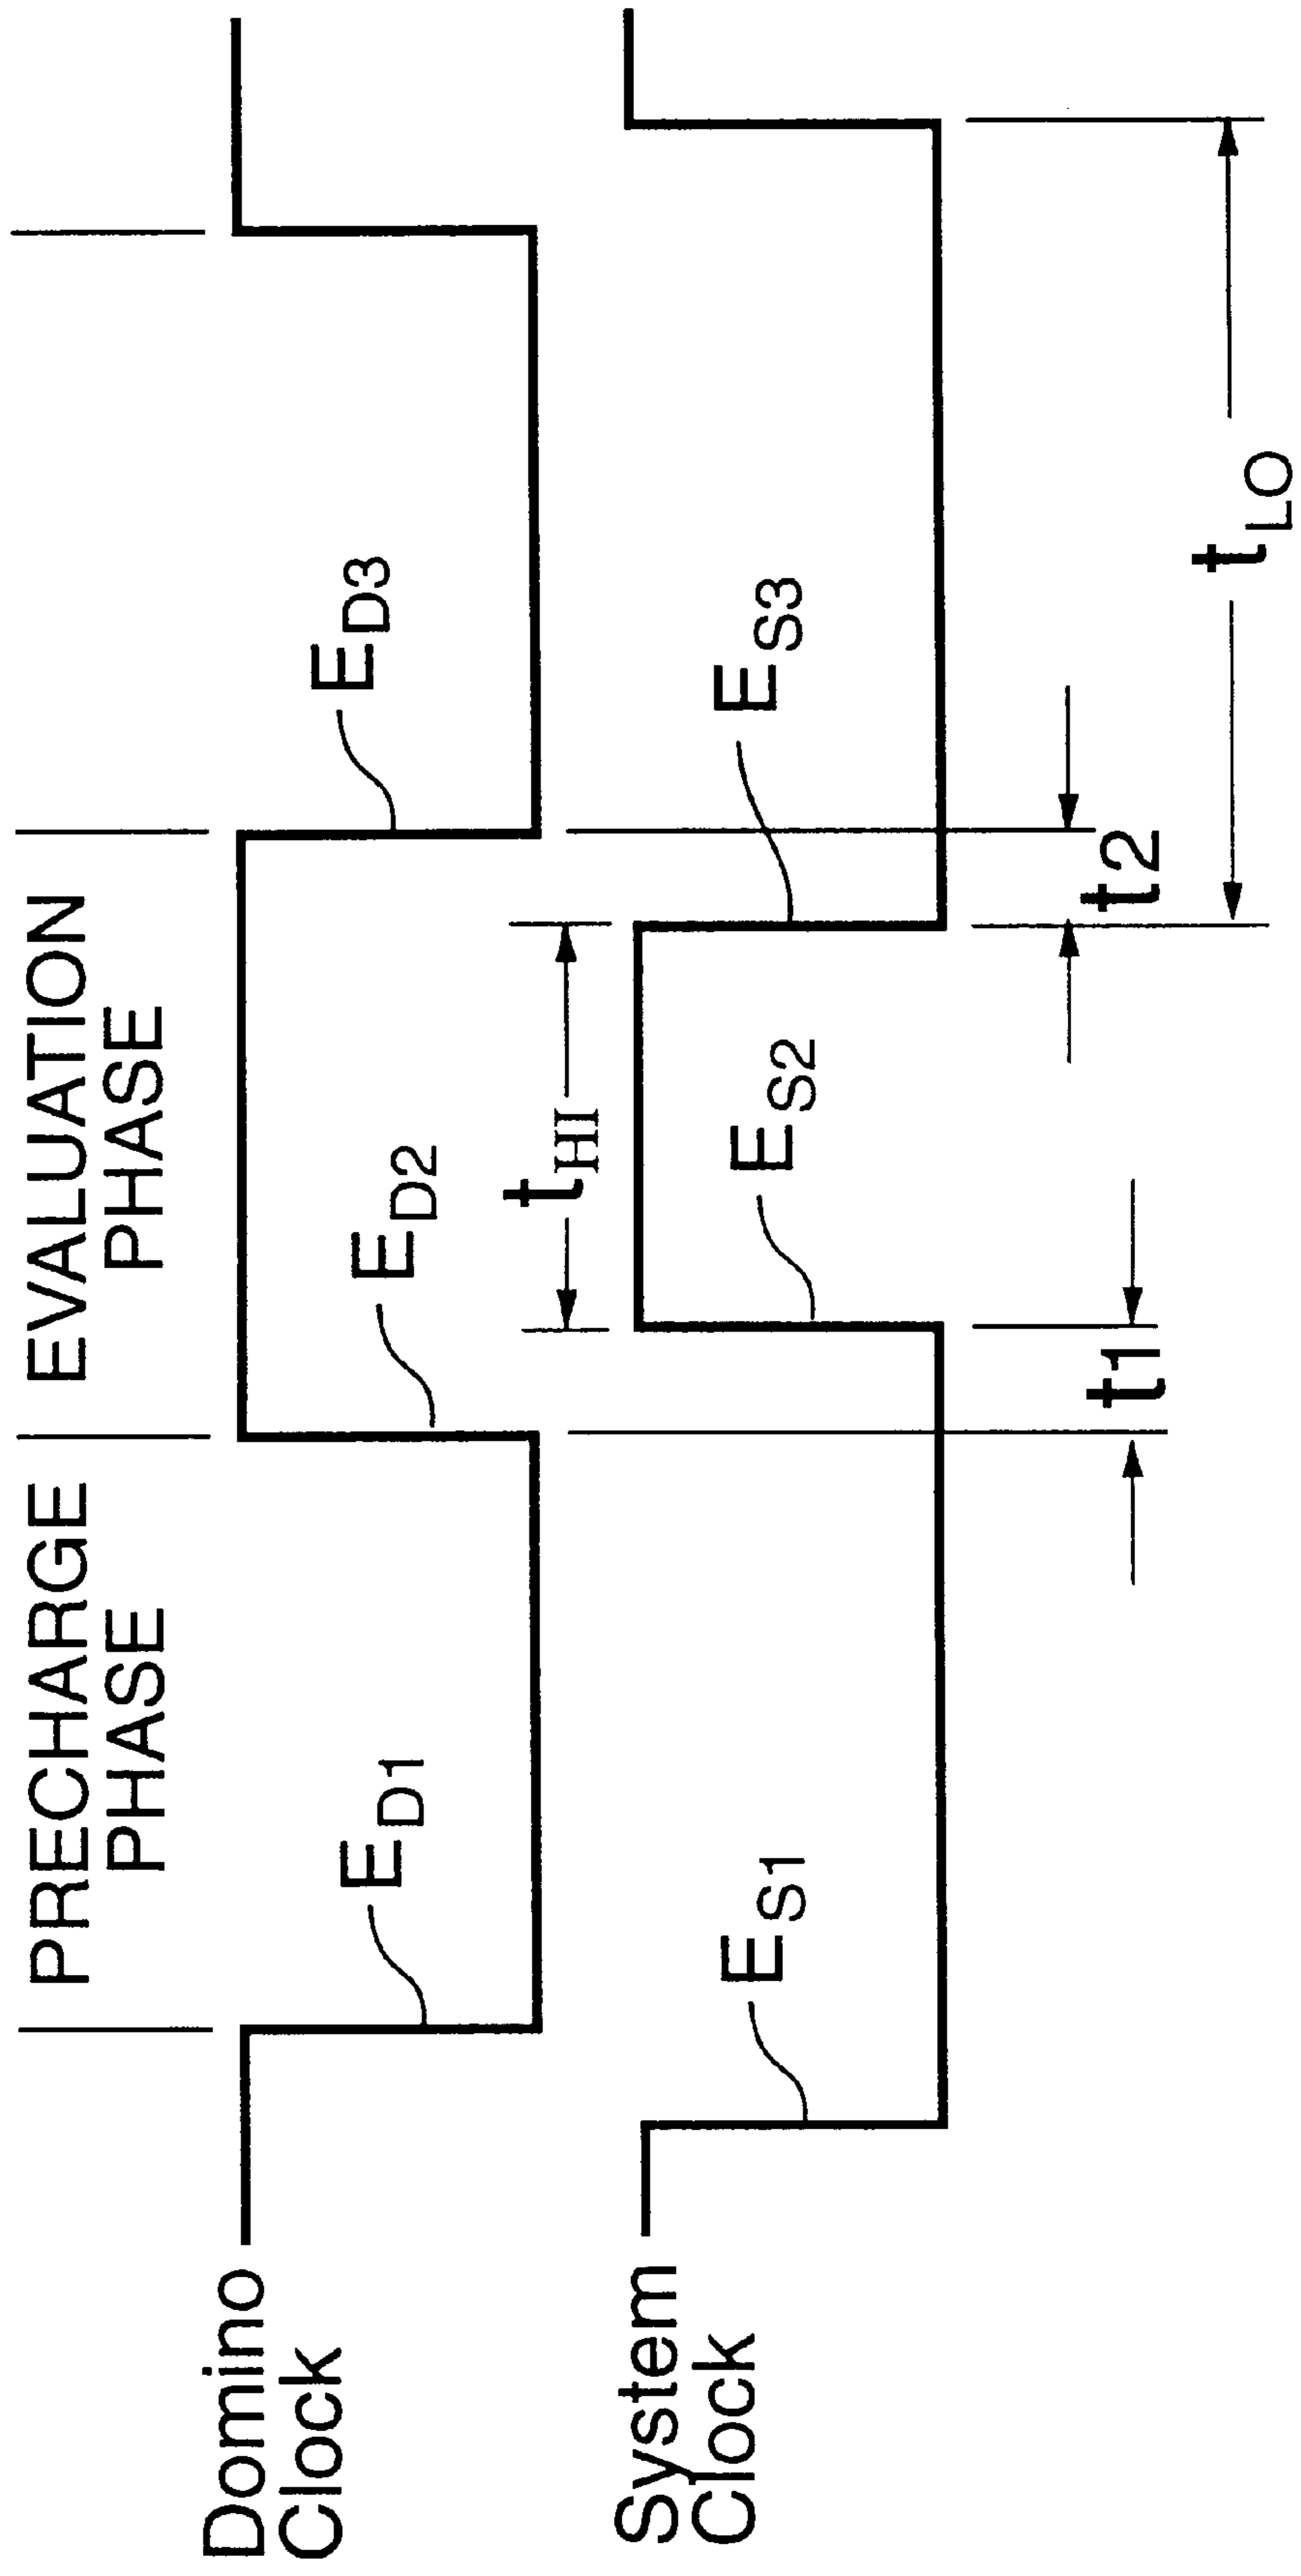 PRECHARGE
PHASE
EVALUATION
PHASE
Domino
Clock
E_D1
E_D2
E_D3
t_HI
System
Clock
E_S1
E_S2
E_S3
t1
t2
t_LO